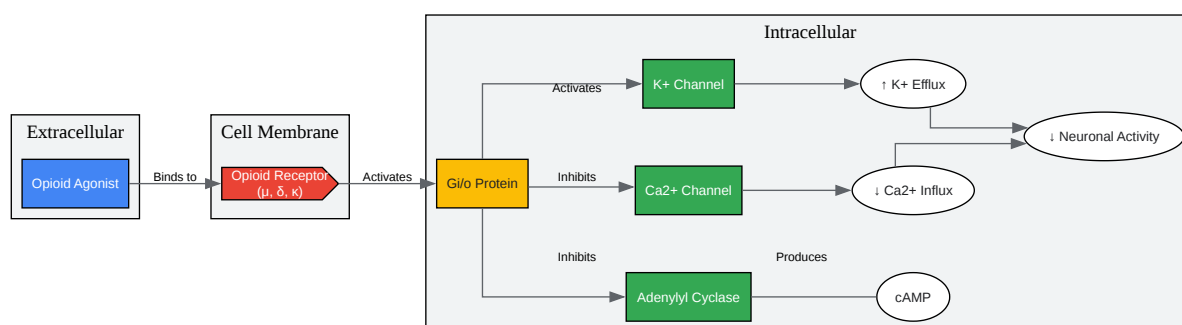 Extracellular
Opioid Agonist
Binds to
Cell Membrane
Opioid Receptor
(μ, δ, κ)
Activates
Intracellular
Gi/o Protein
Activates
K+ Channel
↑ K+ Efflux
Inhibits
Ca2+ Channel
↓ Ca2+ Influx
↓ Neuronal Activity
Inhibits
Adenylyl Cyclase
Produces
cAMP